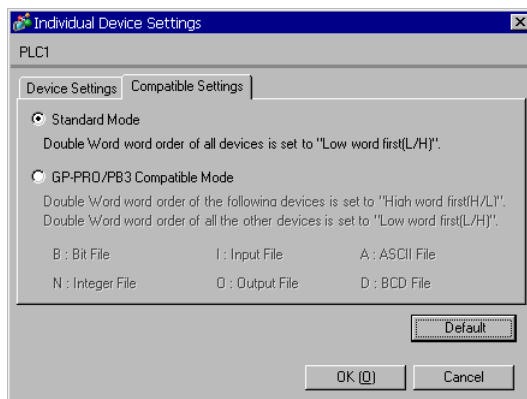 Individual Device Settings
PLC1
Device Settings
Compatible Settings
Standard Mode
Double Word word order of all devices is set to "Low word first(L/H)".
GP-PRO/PB3 Compatible Mode
Double Word word order of the following devices is set to "High word first(H/L)".
Double Word word order of all the other devices is set to "Low word first(L/H)".
B : Bit File
I : Input File
A : ASCII File
N : Integer File
O : Output File
D : BCD File
Default
OK (O)
Cancel